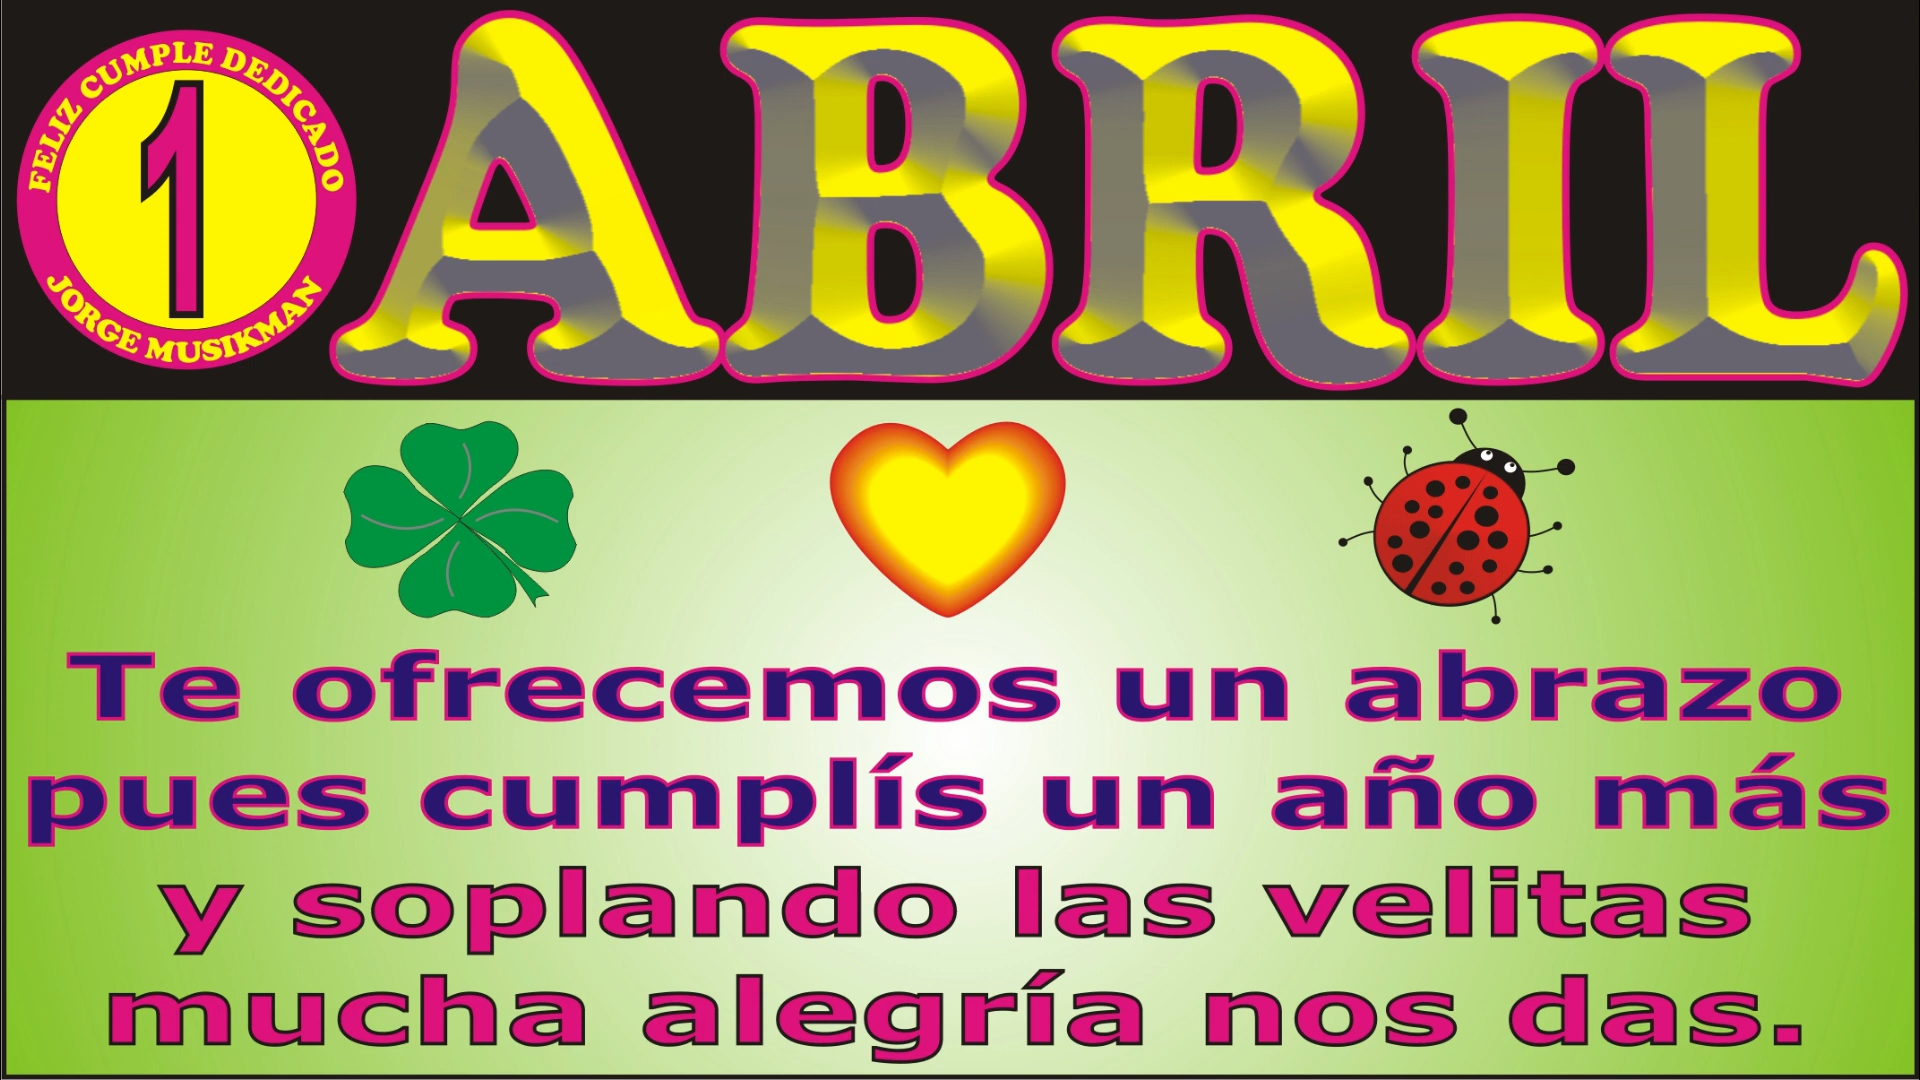 FELIZ CUMPLE DEDICADO
1
JORGE MUSIKMAN
ABRIL
Te ofrecemos un abrazo
pues cumplís un año más
y soplando las velitas
mucha alegría nos das.